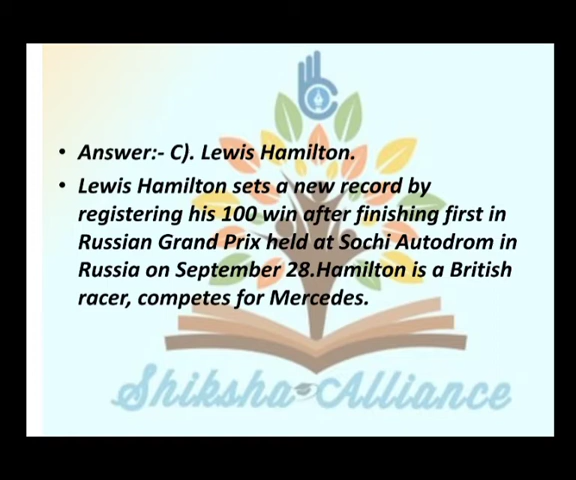 • Answer:- C). Lewis Hamilton.
• Lewis Hamilton sets a new record by
registering his 100 win after finishing first in
Russian Grand Prix held at Sochi Autodrom in
Russia on September 28.Hamilton is a British
racer, competes for Mercedes.
Shiksha Alliance